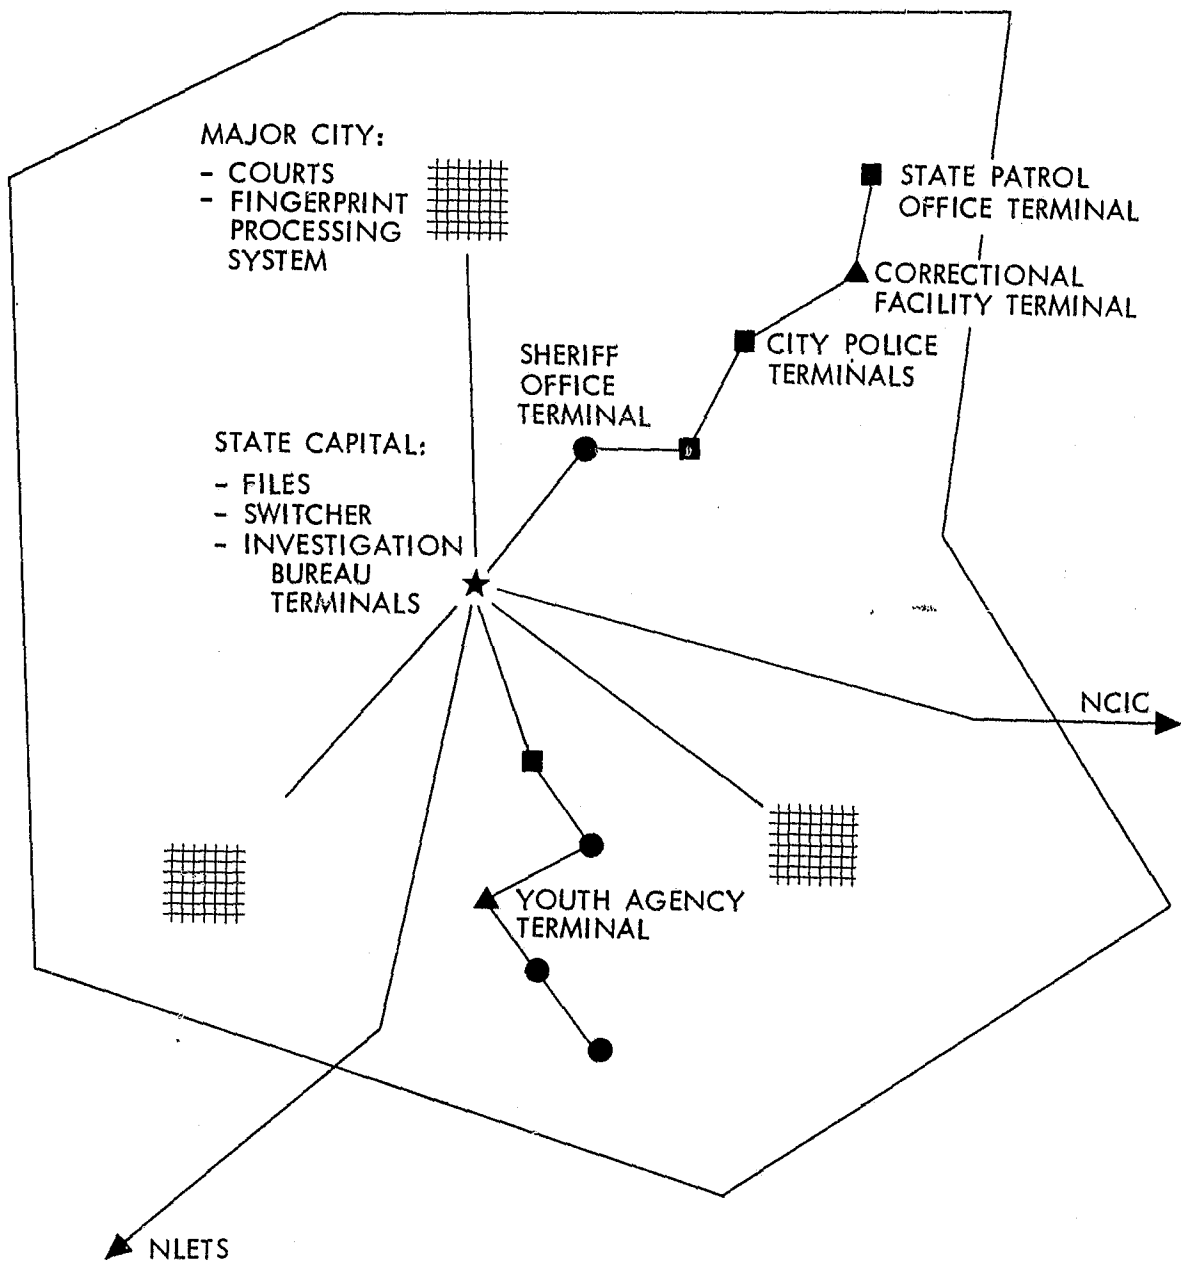 MAJOR CITY:
- COURTS
- FINGERPRINT
PROCESSING
SYSTEM
STATE PATROL
OFFICE TERMINAL
CORRECTIONAL
FACILITY TERMINAL
CITY POLICE
TERMINALS
SHERIFF
OFFICE
TERMINAL
STATE CAPITAL:
- FILES
- SWITCHER
- INVESTIGATION
BUREAU
TERMINALS
NCIC
YOUTH AGENCY
TERMINAL
NLETS